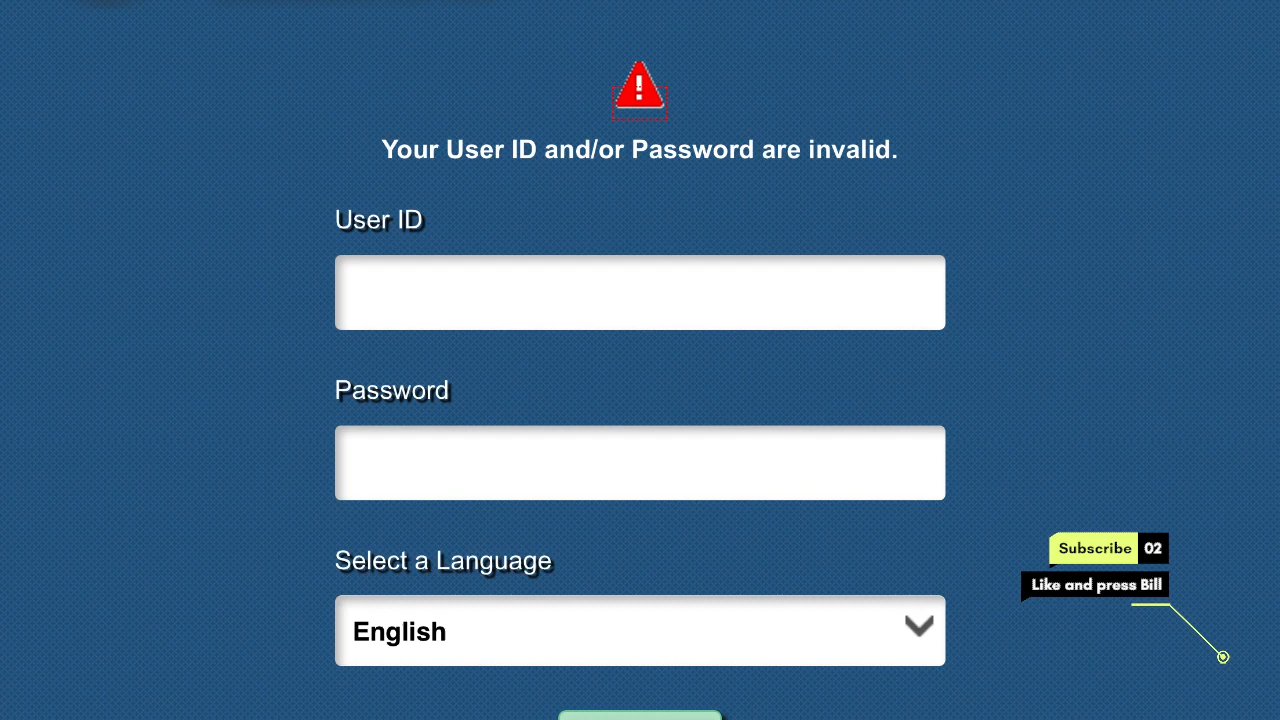 Your User ID and/or Password are invalid.
User ID
Password
Select a Language
English
Subscribe 02
Like and press Bill